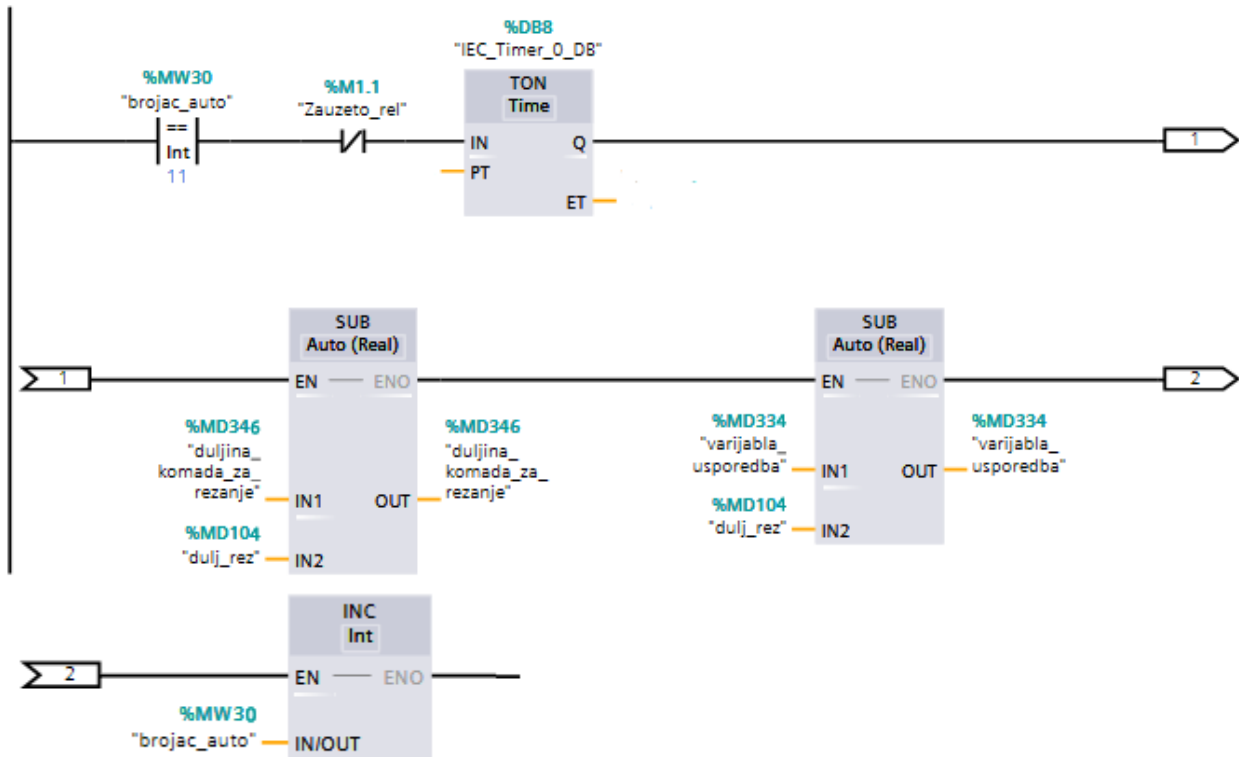 %DB8
"IEC_Timer_0_DB"
%MW30
"brojac_auto"
%M1.1
"Zauzeto_rel"
TON
Time
==
Int
11
IN
Q
PT
ET
1
SUB
Auto (Real)
SUB
Auto (Real)
1
EN
ENO
EN
ENO
2
%MD346
"duljina_
komada_za_
rezanje"
IN1
OUT
%MD346
"duljina_
komada_za_
rezanje"
%MD104
"dulj_rez"
IN2
%MD334
"varijabla_
usporedba"
IN1
OUT
%MD334
"varijabla_
usporedba"
%MD104
"dulj_rez"
IN2
INC
Int
2
EN
ENO
%MW30
"brojac_auto"
IN/OUT